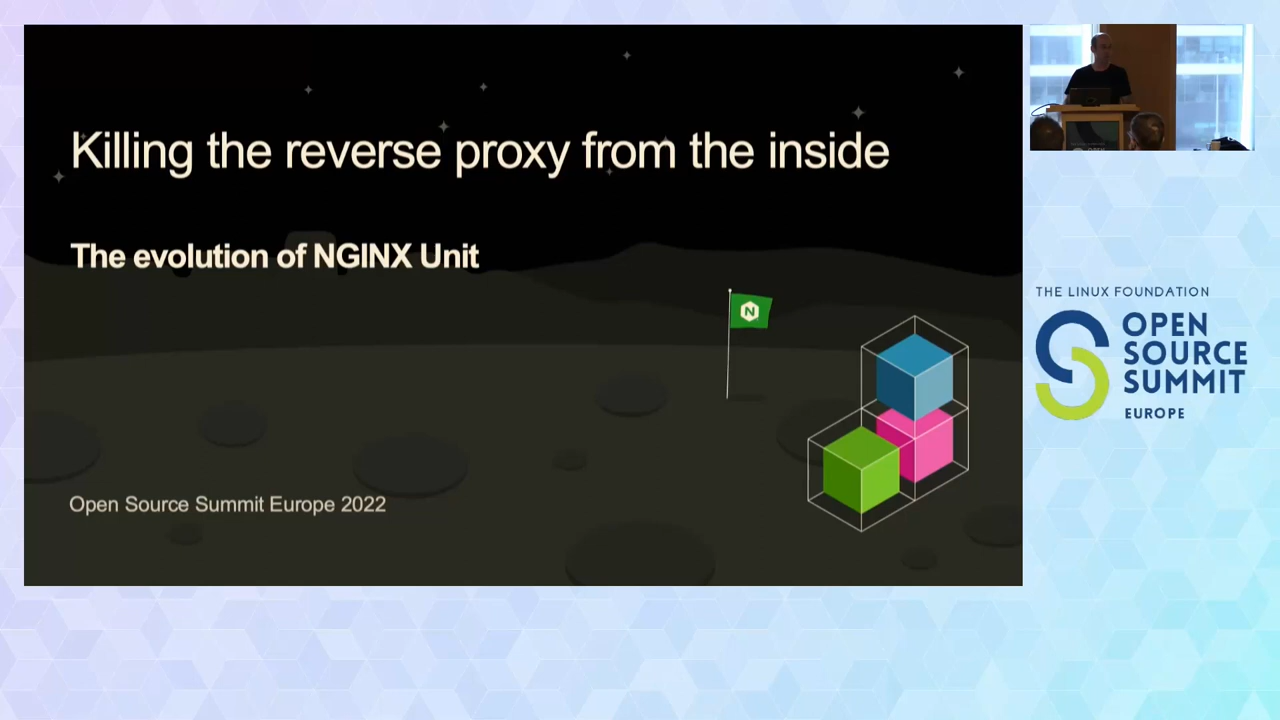 Killing the reverse proxy from the inside
The evolution of NGINX Unit
N
Open Source Summit Europe 2022
THE LINUX FOUNDATION
OPEN
SOURCE
SUMMIT
EUROPE